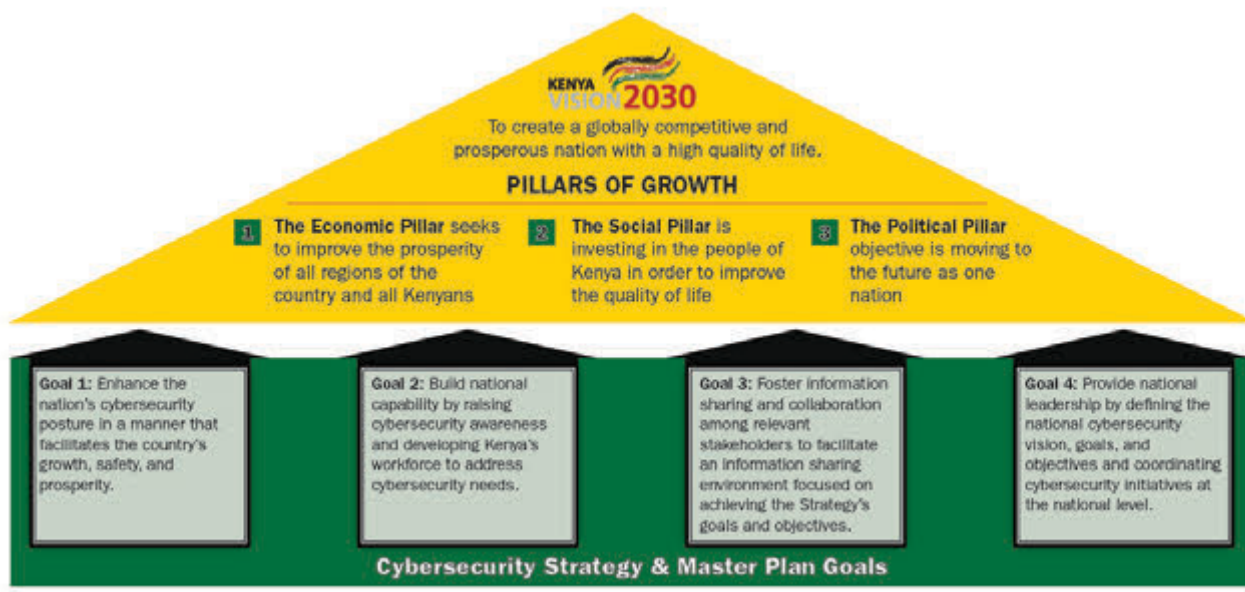 KENYA
VISION 2030
To create a globally competitive and
prosperous nation with a high quality of life.
PILLARS OF GROWTH
1 The Economic Pillar seeks
to improve the prosperity
of all regions of the
country and all Kenyans
2 The Social Pillar is
investing in the people of
Kenya in order to improve
the quality of life
3 The Political Pillar
objective is moving to
the future as one
nation
Goal 1: Enhance the
nation's cybersecurity
posture in a manner that
facilitates the country's
growth, safety, and
prosperity.
Goal 2: Build national
capability by raising
cybersecurity awareness
and developing Kenya's
workforce to address
cybersecurity needs.
Goal 3: Foster information
sharing and collaboration
among relevant
stakeholders to facilitate
an information sharing
environment focused on
achieving the Strategy's
goals and objectives.
Goal 4: Provide national
leadership by defining the
national cybersecurity
vision, goals, and
objectives and coordinating
cybersecurity initiatives at
the national level.
Cybersecurity Strategy & Master Plan Goals